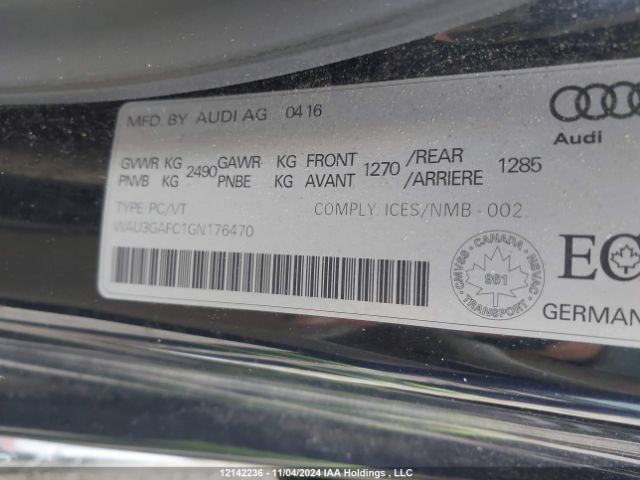 MFD. BY AUDI AG 04 16
Audi
GVWR KG 2490 GAWR KG FRONT 1270 /REAR 1285
PNVB KG PNBE KG AVANT /ARRIERE
TYPE PC/VT COMPLY ICES/NMB - 002
WAU3GAFC1GN176470
CMVSS - CANADA - NSVAC
961
TRANSPORT
EC
GERMAN
12142236 - 11/04/2024 IAA Holdings , LLC